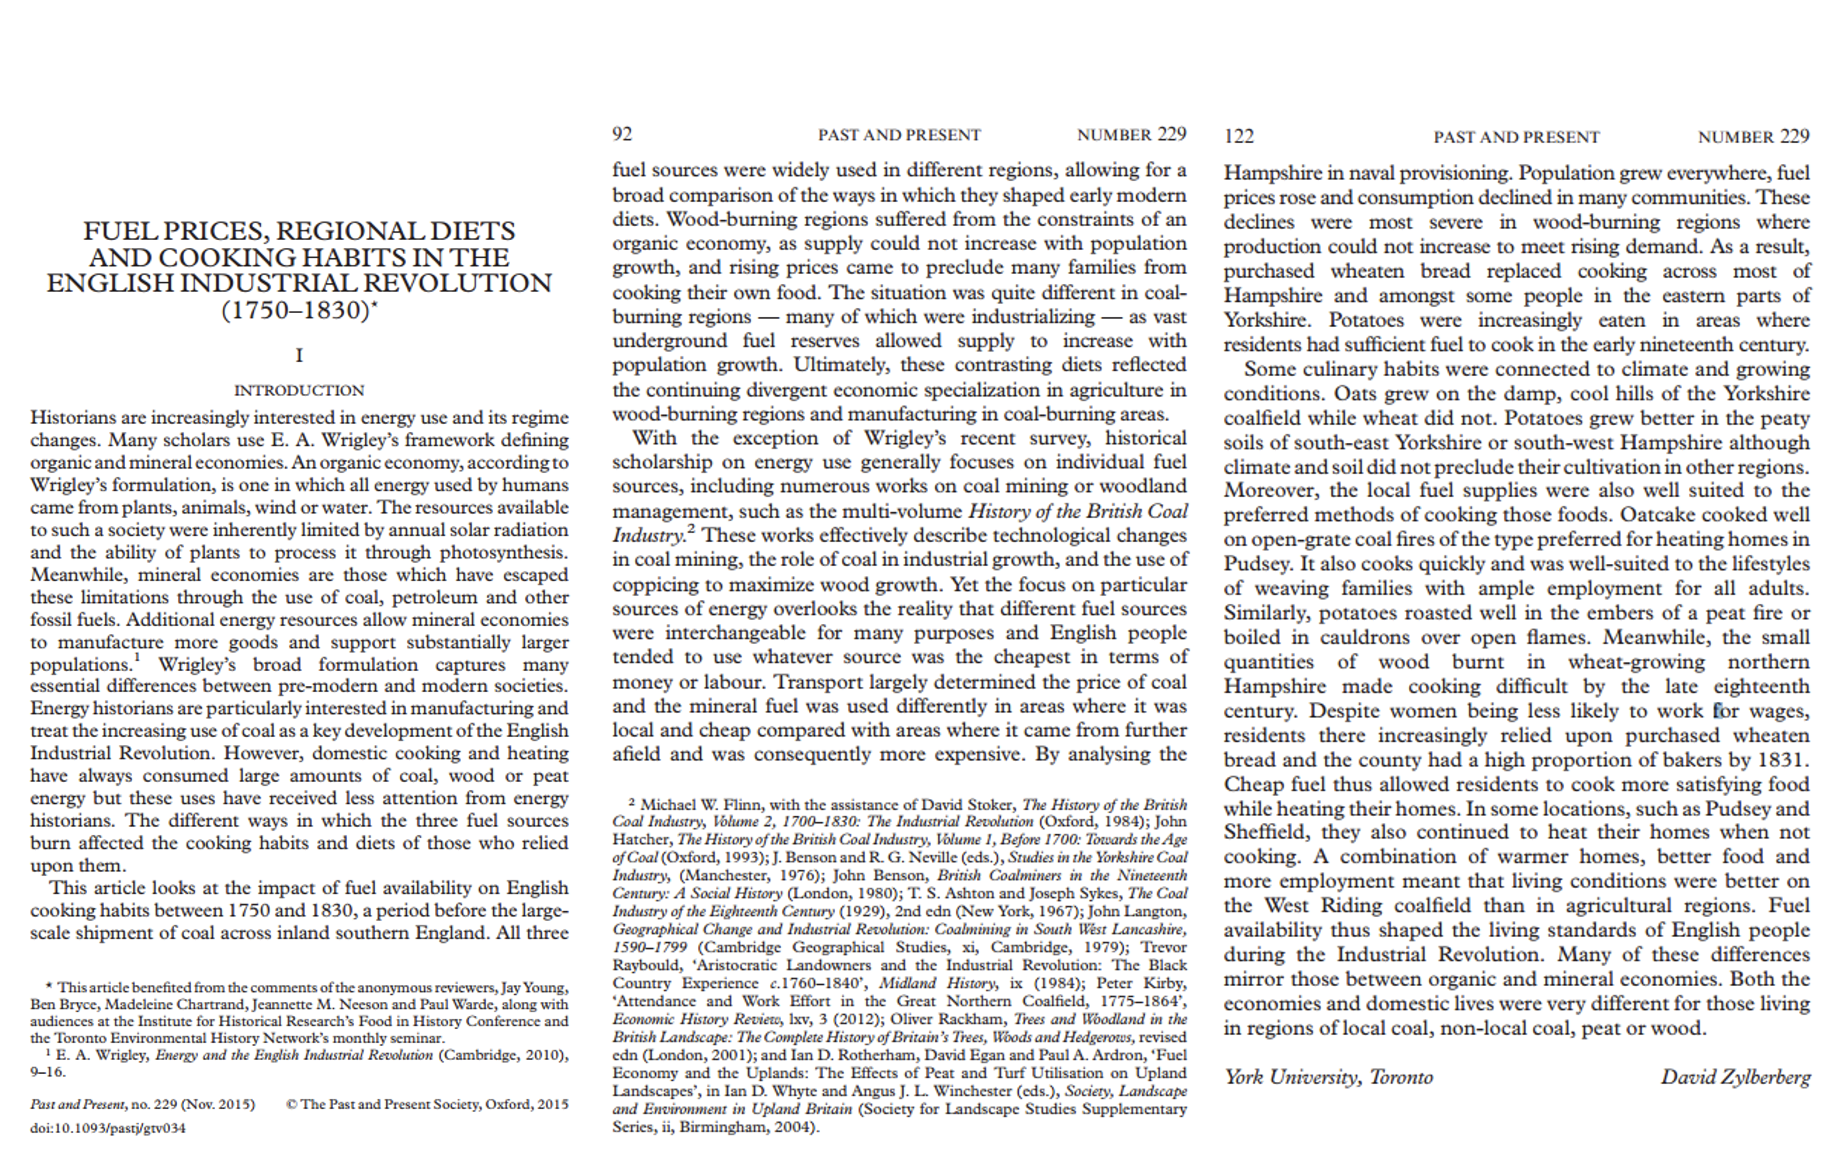 FUEL PRICES, REGIONAL DIETS
AND COOKING HABITS IN THE
ENGLISH INDUSTRIAL REVOLUTION
(1750–1830)*
I
INTRODUCTION
Historians are increasingly interested in energy use and its regime
changes. Many scholars use E. A. Wrigley's framework defining
organic and mineral economies. An organic economy, according to
Wrigley's formulation, is one in which all energy used by humans
came from plants, animals, wind or water. The resources available
to such a society were inherently limited by annual solar radiation
and the ability of plants to process it through photosynthesis.
Meanwhile, mineral economies are those which have escaped
these limitations through the use of coal, petroleum and other
fossil fuels. Additional energy resources allow mineral economies
to manufacture more goods and support substantially larger
populations.1 Wrigley's broad formulation captures many
essential differences between pre-modern and modern societies.
Energy historians are particularly interested in manufacturing and
treat the increasing use of coal as a key development of the English
Industrial Revolution. However, domestic cooking and heating
have always consumed large amounts of coal, wood or peat
energy but these uses have received less attention from energy
historians. The different ways in which the three fuel sources
burn affected the cooking habits and diets of those who relied
upon them.
This article looks at the impact of fuel availability on English
cooking habits between 1750 and 1830, a period before the large-
scale shipment of coal across inland southern England. All three
* This article benefited from the comments of the anonymous reviewers, Jay Young,
Ben Bryce, Madeleine Chartrand, Jeannette M. Neeson and Paul Warde, along with
audiences at the Institute for Historical Research's Food in History Conference and
the Toronto Environmental History Network's monthly seminar.
1 E. A. Wrigley, Energy and the English Industrial Revolution (Cambridge, 2010),
9–16.
Past and Present, no. 229 (Nov. 2015) © The Past and Present Society, Oxford, 2015
doi:10.1093/pastj/gtv034
92 PAST AND PRESENT NUMBER 229
fuel sources were widely used in different regions, allowing for a
broad comparison of the ways in which they shaped early modern
diets. Wood-burning regions suffered from the constraints of an
organic economy, as supply could not increase with population
growth, and rising prices came to preclude many families from
cooking their own food. The situation was quite different in coal-
burning regions — many of which were industrializing — as vast
underground fuel reserves allowed supply to increase with
population growth. Ultimately, these contrasting diets reflected
the continuing divergent economic specialization in agriculture in
wood-burning regions and manufacturing in coal-burning areas.
With the exception of Wrigley's recent survey, historical
scholarship on energy use generally focuses on individual fuel
sources, including numerous works on coal mining or woodland
management, such as the multi-volume History of the British Coal
Industry.2 These works effectively describe technological changes
in coal mining, the role of coal in industrial growth, and the use of
coppicing to maximize wood growth. Yet the focus on particular
sources of energy overlooks the reality that different fuel sources
were interchangeable for many purposes and English people
tended to use whatever source was the cheapest in terms of
money or labour. Transport largely determined the price of coal
and the mineral fuel was used differently in areas where it was
local and cheap compared with areas where it came from further
afield and was consequently more expensive. By analysing the
2 Michael W. Flinn, with the assistance of David Stoker, The History of the British
Coal Industry, Volume 2, 1700–1830: The Industrial Revolution (Oxford, 1984); John
Hatcher, The History of the British Coal Industry, Volume 1, Before 1700: Towards the Age
of Coal (Oxford, 1993); J. Benson and R. G. Neville (eds.), Studies in the Yorkshire Coal
Industry, (Manchester, 1976); John Benson, British Coalminers in the Nineteenth
Century: A Social History (London, 1980); T. S. Ashton and Joseph Sykes, The Coal
Industry of the Eighteenth Century (1929), 2nd edn (New York, 1967); John Langton,
Geographical Change and Industrial Revolution: Coalmining in South West Lancashire,
1590–1799 (Cambridge Geographical Studies, xi, Cambridge, 1979); Trevor
Raybould, 'Aristocratic Landowners and the Industrial Revolution: The Black
Country Experience c.1760–1840', Midland History, ix (1984); Peter Kirby,
'Attendance and Work Effort in the Great Northern Coalfield, 1775–1864',
Economic History Review, lxv, 3 (2012); Oliver Rackham, Trees and Woodland in the
British Landscape: The Complete History of Britain's Trees, Woods and Hedgerows, revised
edn (London, 2001); and Ian D. Rotherham, David Egan and Paul A. Ardron, 'Fuel
Economy and the Uplands: The Effects of Peat and Turf Utilisation on Upland
Landscapes', in Ian D. Whyte and Angus J. L. Winchester (eds.), Society, Landscape
and Environment in Upland Britain (Society for Landscape Studies Supplementary
Series, ii, Birmingham, 2004).
122 PAST AND PRESENT NUMBER 229
Hampshire in naval provisioning. Population grew everywhere, fuel
prices rose and consumption declined in many communities. These
declines were most severe in wood-burning regions where
production could not increase to meet rising demand. As a result,
purchased wheaten bread replaced cooking across most of
Hampshire and amongst some people in the eastern parts of
Yorkshire. Potatoes were increasingly eaten in areas where
residents had sufficient fuel to cook in the early nineteenth century.
Some culinary habits were connected to climate and growing
conditions. Oats grew on the damp, cool hills of the Yorkshire
coalfield while wheat did not. Potatoes grew better in the peaty
soils of south-east Yorkshire or south-west Hampshire although
climate and soil did not preclude their cultivation in other regions.
Moreover, the local fuel supplies were also well suited to the
preferred methods of cooking those foods. Oatcake cooked well
on open-grate coal fires of the type preferred for heating homes in
Pudsey. It also cooks quickly and was well-suited to the lifestyles
of weaving families with ample employment for all adults.
Similarly, potatoes roasted well in the embers of a peat fire or
boiled in cauldrons over open flames. Meanwhile, the small
quantities of wood burnt in wheat-growing northern
Hampshire made cooking difficult by the late eighteenth
century. Despite women being less likely to work for wages,
residents there increasingly relied upon purchased wheaten
bread and the county had a high proportion of bakers by 1831.
Cheap fuel thus allowed residents to cook more satisfying food
while heating their homes. In some locations, such as Pudsey and
Sheffield, they also continued to heat their homes when not
cooking. A combination of warmer homes, better food and
more employment meant that living conditions were better on
the West Riding coalfield than in agricultural regions. Fuel
availability thus shaped the living standards of English people
during the Industrial Revolution. Many of these differences
mirror those between organic and mineral economies. Both the
economies and domestic lives were very different for those living
in regions of local coal, non-local coal, peat or wood.
York University, Toronto David Zylberberg